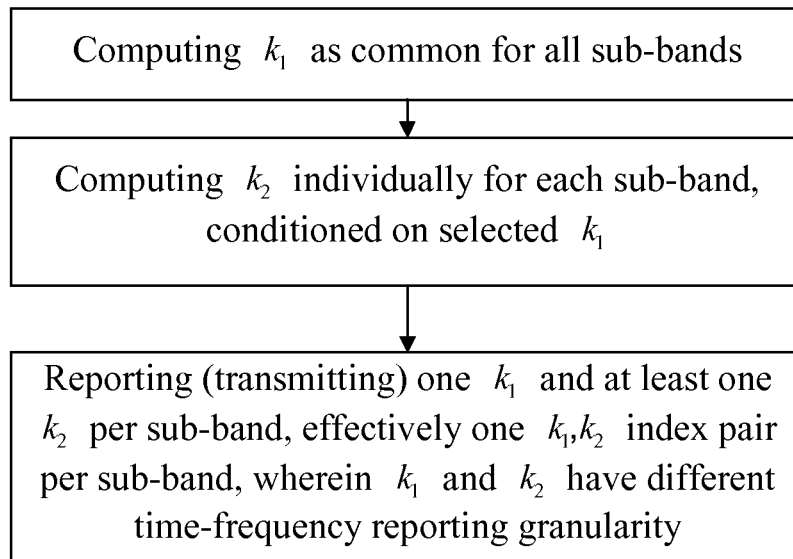 Computing k₁ as common for all sub-bands
Computing k₂ individually for each sub-band,
conditioned on selected k₁
Reporting (transmitting) one k₁ and at least one
k₂ per sub-band, effectively one k₁,k₂ index pair
per sub-band, wherein k₁ and k₂ have different
time-frequency reporting granularity